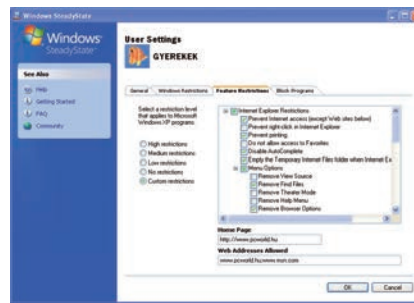 Windows SteadyState
Windows
SteadyState
See Also
Help
Getting Started
FAQ
Community
User Settings
GYEREKEK
General
Windows Restrictions
Feature Restrictions
Block Programs
Select a restriction level
that applies to Microsoft
Windows XP programs:
High restrictions
Medium restrictions
Low restrictions
No restrictions
Custom restrictions
Internet Explorer Restrictions
Prevent Internet access (except Web sites below)
Prevent right-click in Internet Explorer
Prevent printing
Do not allow access to Favorites
Disable AutoComplete
Empty the Temporary Internet Files folder when Internet Ex
Menu Options
Remove View Source
Remove Find Files
Remove Theater Mode
Remove Help Menu
Remove Browser Options
Home Page
http://www.pcworld.hu
Web Addresses Allowed
www.pcworld.hu;www.msn.com
OK
Cancel